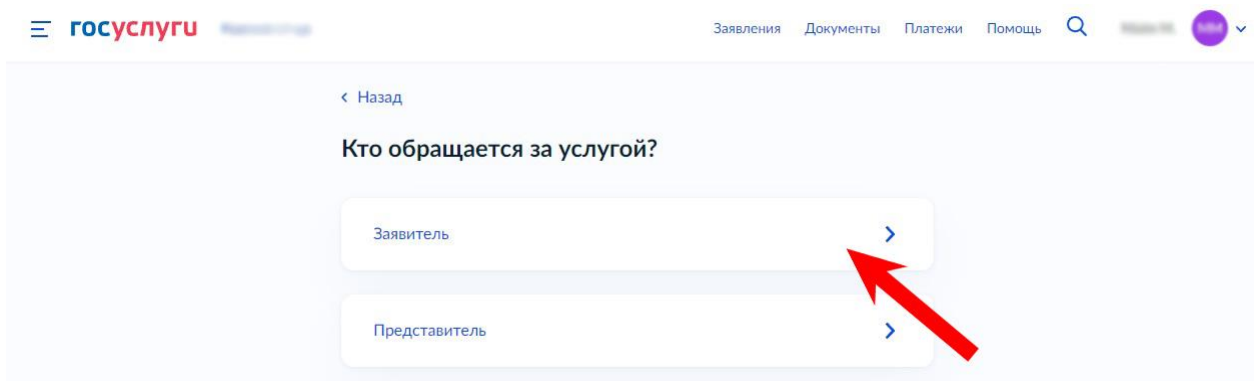 госуслуги Заявления Документы Платежи Помощь
Назад
Кто обращается за услугой?
Заявитель
Представитель